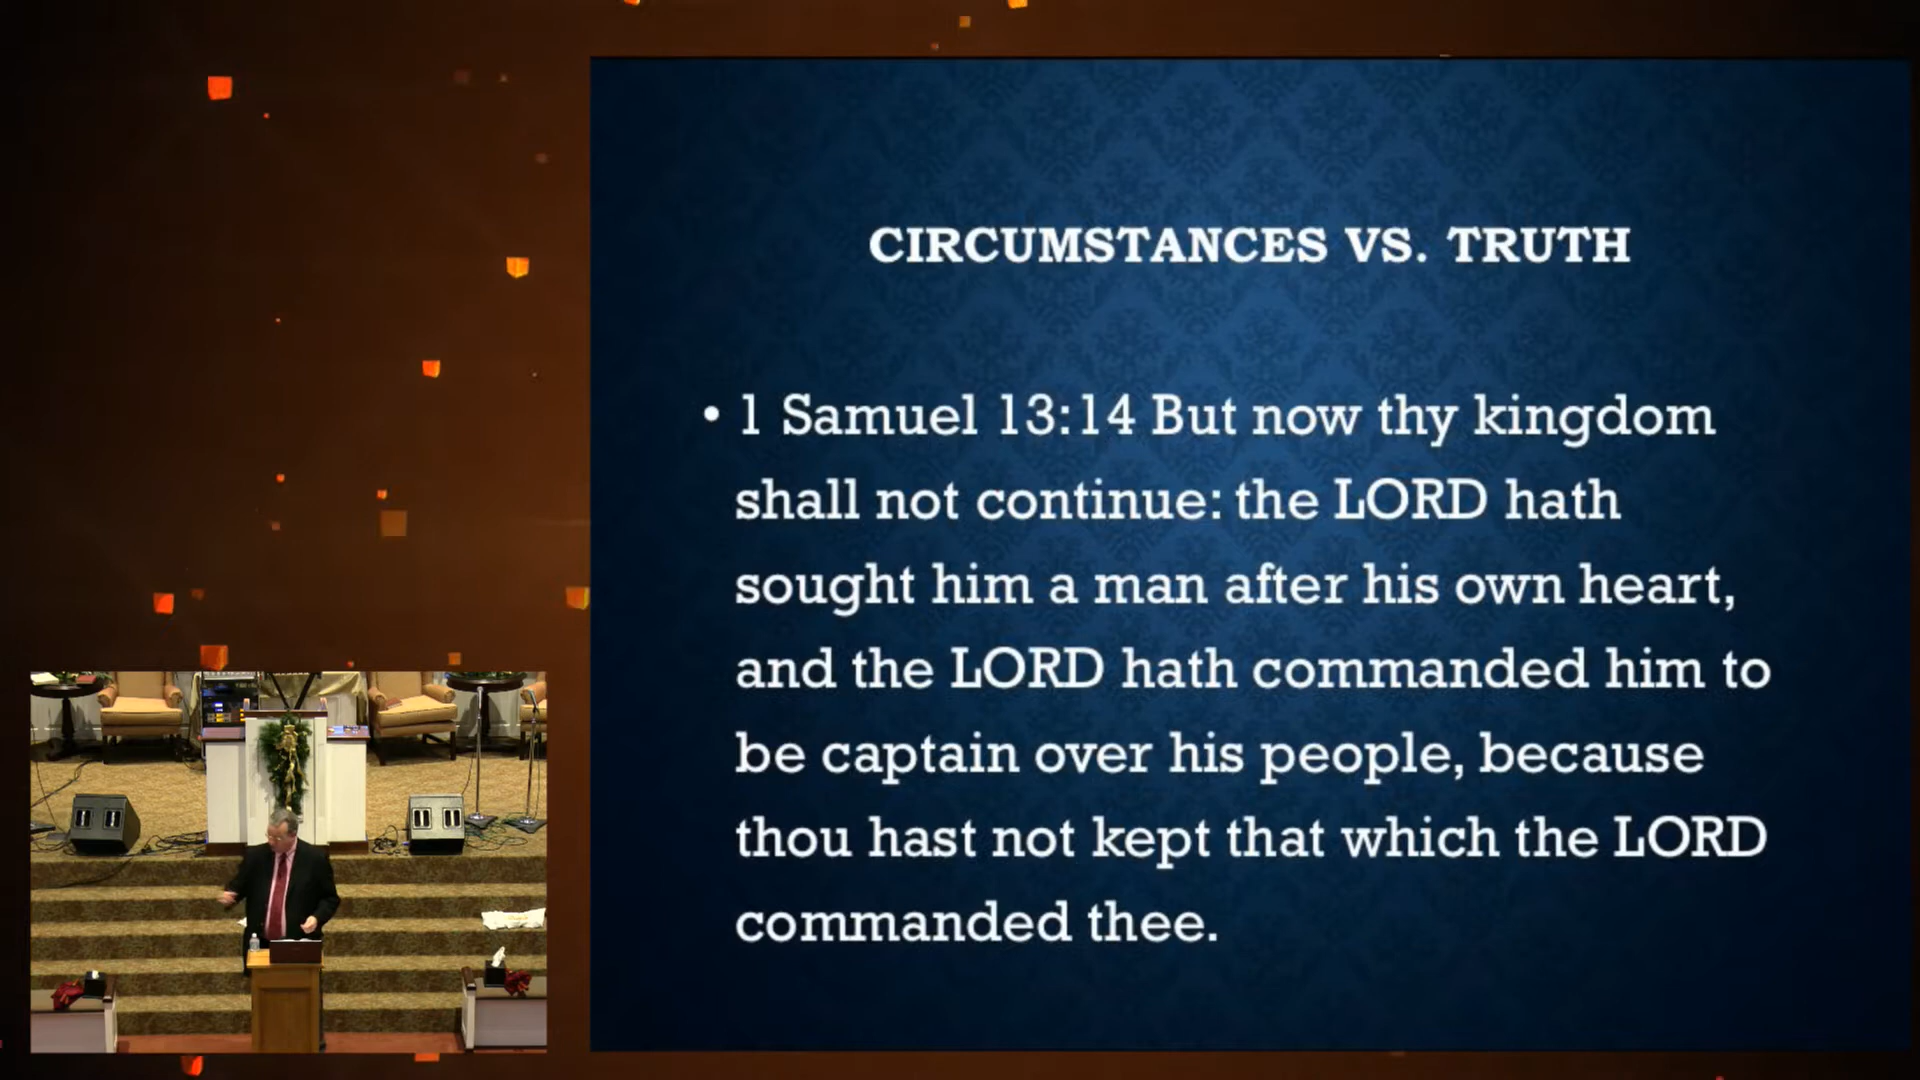 CIRCUMSTANCES VS. TRUTH
• 1 Samuel 13:14 But now thy kingdom
shall not continue: the LORD hath
sought him a man after his own heart,
and the LORD hath commanded him to
be captain over his people, because
thou hast not kept that which the LORD
commanded thee.